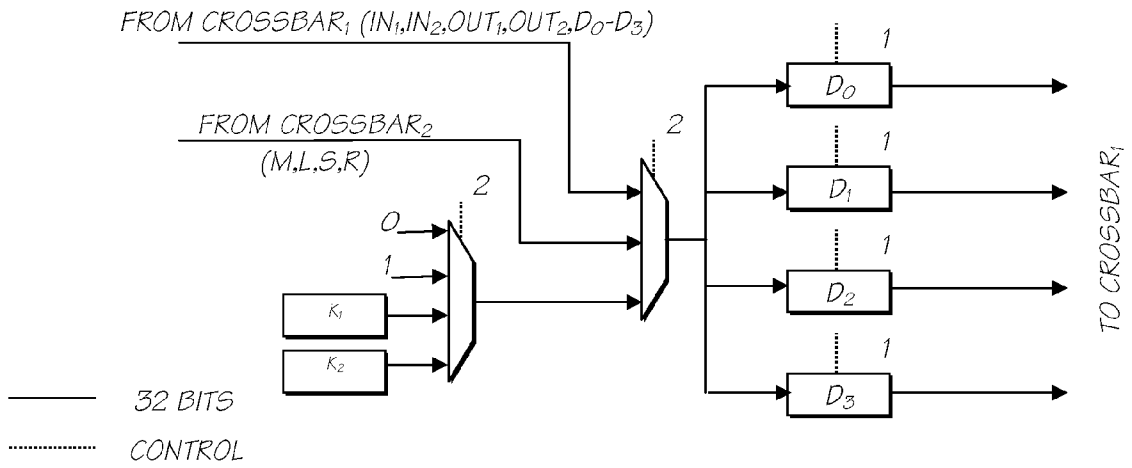 FROM CROSSBAR₁ (IN₁,IN₂,OUT₁,OUT₂,D₀-D₃)
1
D₀
FROM CROSSBAR₂
(M,L,S,R)
2
1
D₁
2
0
1
K₁
K₂
1
D₂
1
D₃
TO CROSSBAR₁
32 BITS
CONTROL